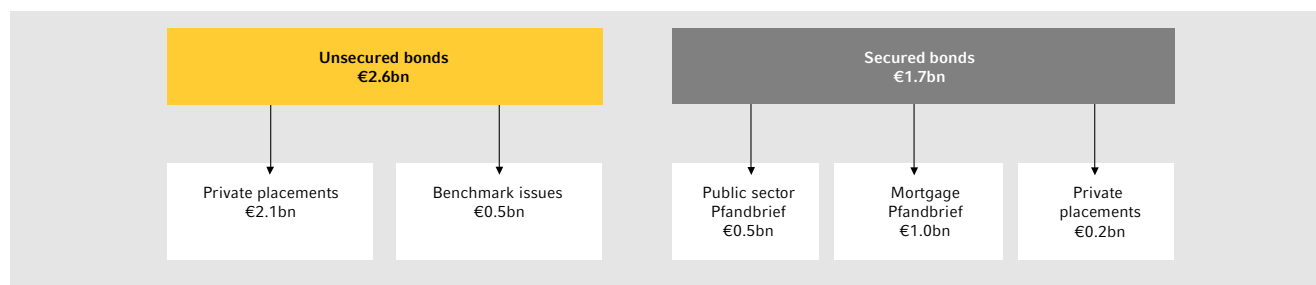 Unsecured bonds
€2.6bn
Secured bonds
€1.7bn
Private placements
€2.1bn
Benchmark issues
€0.5bn
Public sector
Pfandbrief
€0.5bn
Mortgage
Pfandbrief
€1.0bn
Private
placements
€0.2bn